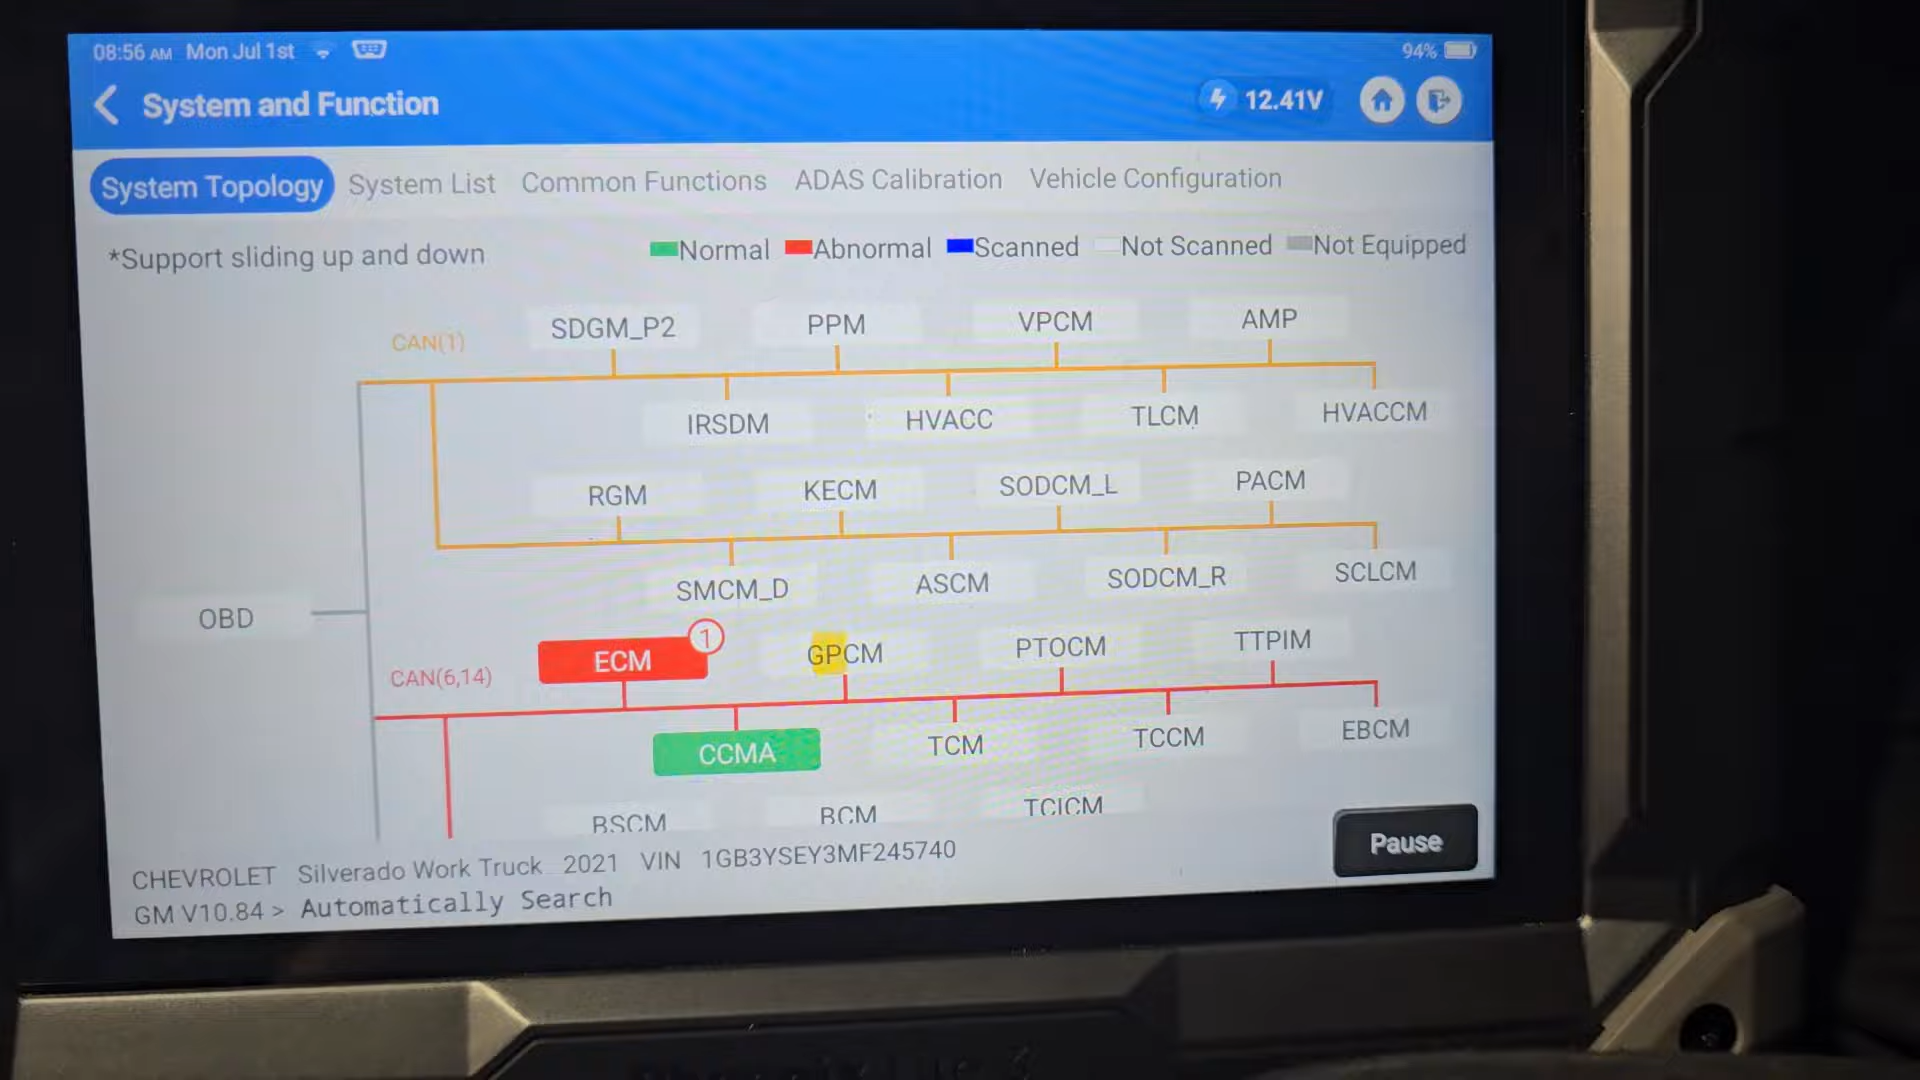 08:56 AM Mon Jul 1st
94%
System and Function
12.41V
System Topology System List Common Functions ADAS Calibration Vehicle Configuration
*Support sliding up and down
Normal Abnormal Scanned Not Scanned Not Equipped
CAN(1)
SDGM_P2 PPM VPCM AMP
IRSDM HVACC TLCM HVACCM
RGM KECM SODCM_L PACM
SMCM_D ASCM SODCM_R SCLCM
OBD
CAN(6,14)
ECM 1 GPCM PTOCM TTPIM
CCMA TCM TCCM EBCM
BSCM BCM TCICM
Pause
CHEVROLET Silverado Work Truck 2021 VIN 1GB3YSEY3MF245740
GM V10.84 > Automatically Search